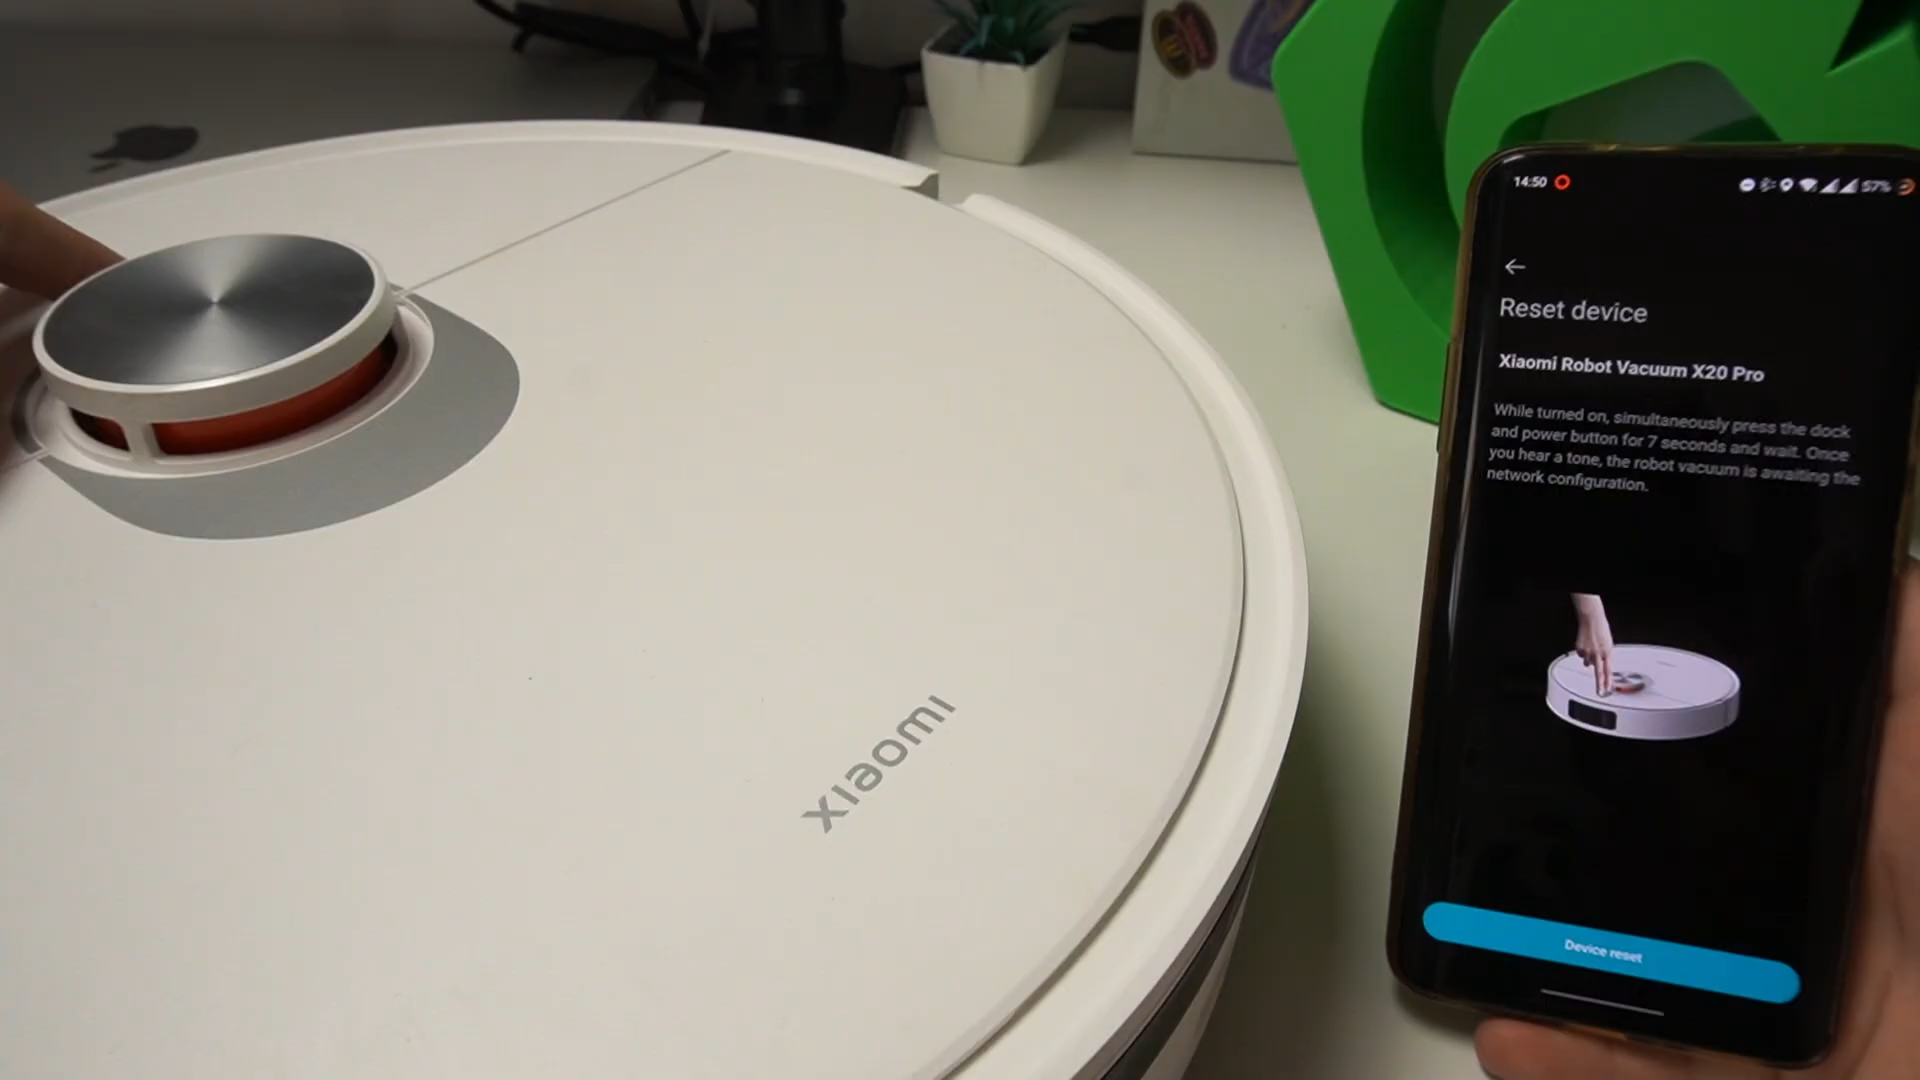 xiaomi
14:50
57%
Reset device
Xiaomi Robot Vacuum X20 Pro
While turned on, simultaneously press the dock
and power button for 7 seconds and wait. Once
you hear a tone, the robot vacuum is awaiting the
network configuration.
Device reset